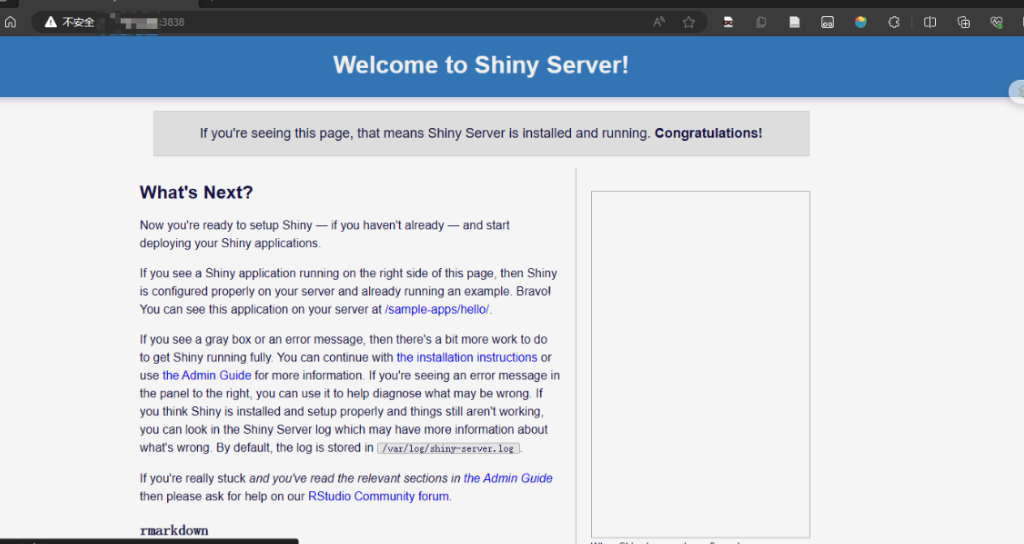 不安全
:3838
Welcome to Shiny Server!
If you're seeing this page, that means Shiny Server is installed and running. Congratulations!
What's Next?
Now you're ready to setup Shiny — if you haven't already — and start
deploying your Shiny applications.
If you see a Shiny application running on the right side of this page, then Shiny
is configured properly on your server and already running an example. Bravo!
You can see this application on your server at /sample-apps/hello/.
If you see a gray box or an error message, then there's a bit more work to do
to get Shiny running fully. You can continue with the installation instructions or
use the Admin Guide for more information. If you're seeing an error message in
the panel to the right, you can use it to help diagnose what may be wrong. If
you think Shiny is installed and setup properly and things still aren't working,
you can look in the Shiny Server log which may have more information about
what's wrong. By default, the log is stored in /var/log/shiny-server.log.
If you're really stuck and you've read the relevant sections in the Admin Guide
then please ask for help on our RStudio Community forum.
rmarkdown